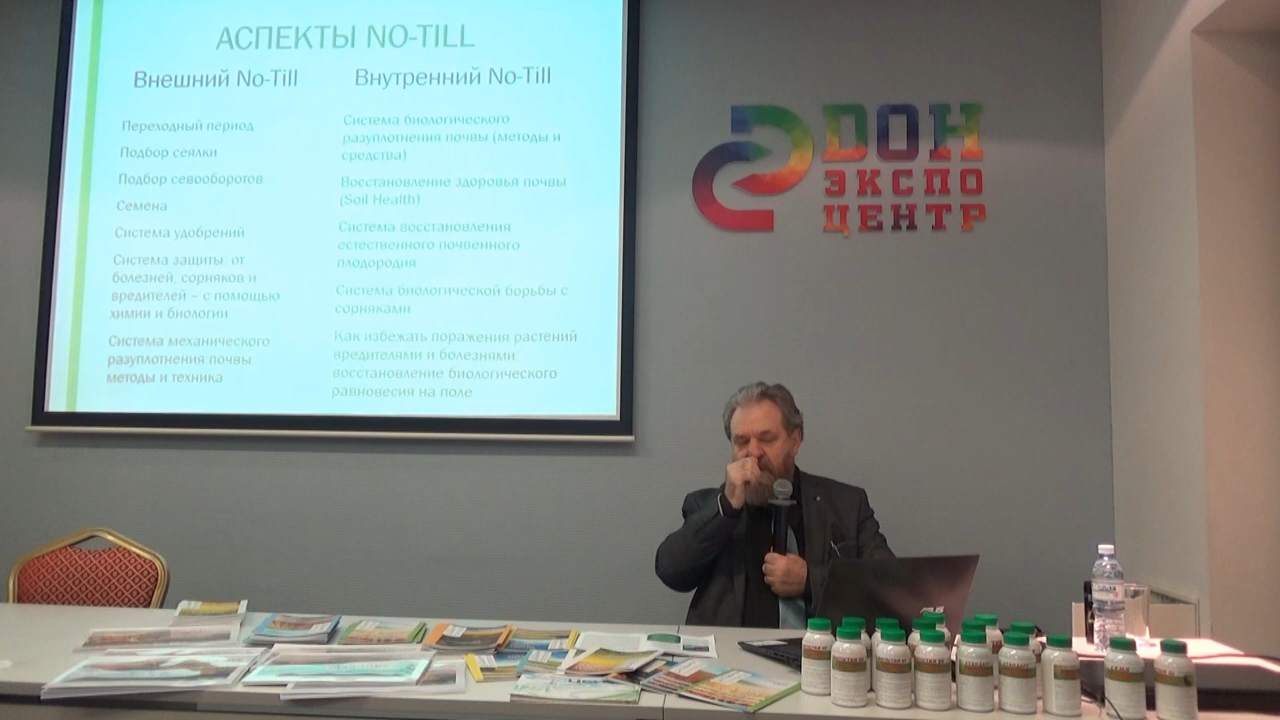 АСПЕКТЫ NO-TILL
Внешний No-Till
Переходный период
Подбор сеялки
Подбор севооборотов
Семена
Система удобрений
Система защиты от
болезней, сорняков и
вредителей – с помощью
химии и биологии
Система механического
разуплотнения почвы
методы и техника
Внутренний No-Till
Система биологического
разуплотнения почвы (методы и
средства)
Восстановление здоровья почвы
(Soil Health)
Система восстановления
естественного почвенного
плодородия
Система биологической борьбы с
сорняками
Как избежать поражения растений
вредителями и болезнями
восстановление биологического
равновесия на поле
ДОН
ЭКСПО
ЦЕНТР
ASUS